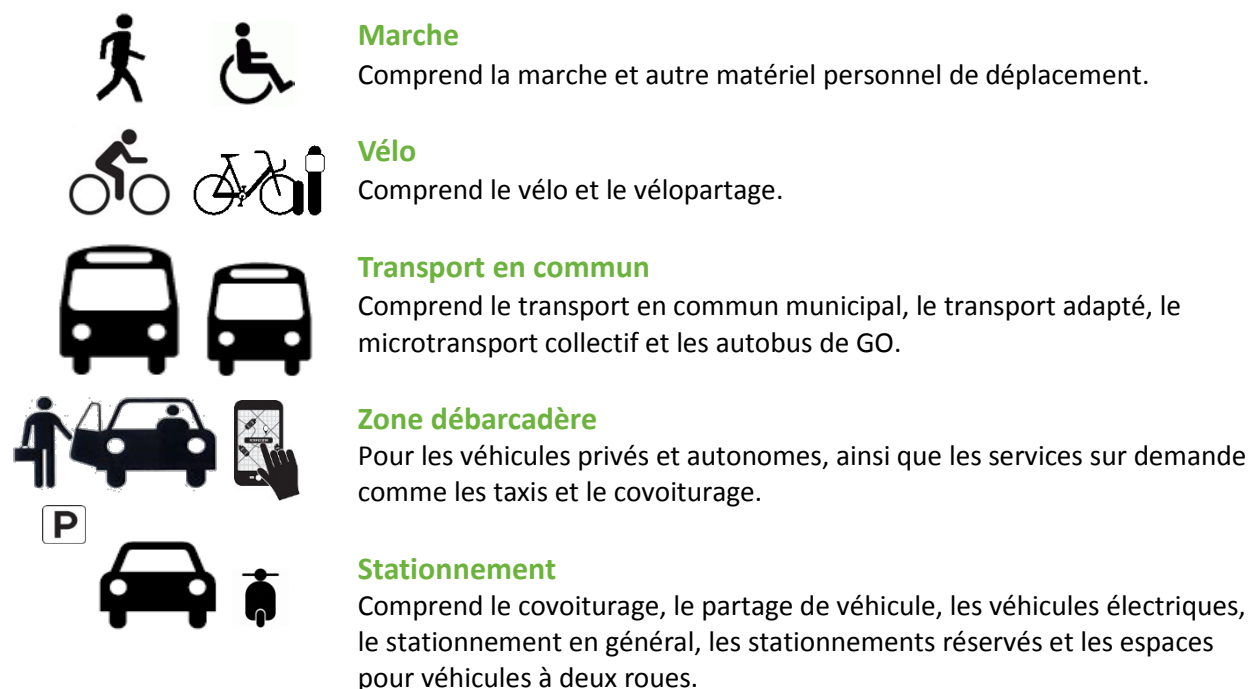 Marche
Comprend la marche et autre matériel personnel de déplacement.
Vélo
Comprend le vélo et le vélopartage.
Transport en commun
Comprend le transport en commun municipal, le transport adapté, le
microtransport collectif et les autobus de GO.
Zone débarcadère
Pour les véhicules privés et autonomes, ainsi que les services sur demande
comme les taxis et le covoiturage.
P
Stationnement
Comprend le covoiturage, le partage de véhicule, les véhicules électriques,
le stationnement en général, les stationnements réservés et les espaces
pour véhicules à deux roues.